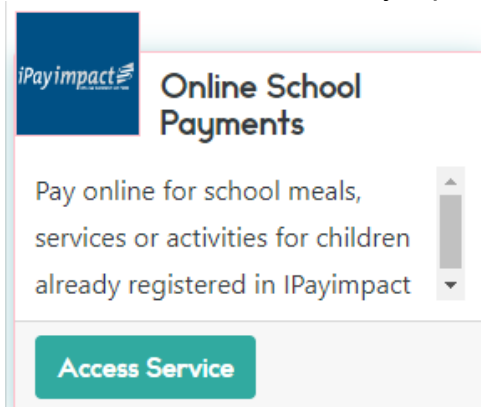 iPayimpact
Online School
Payments
Pay online for school meals,
services or activities for children
already registered in IPayimpact
Access Service